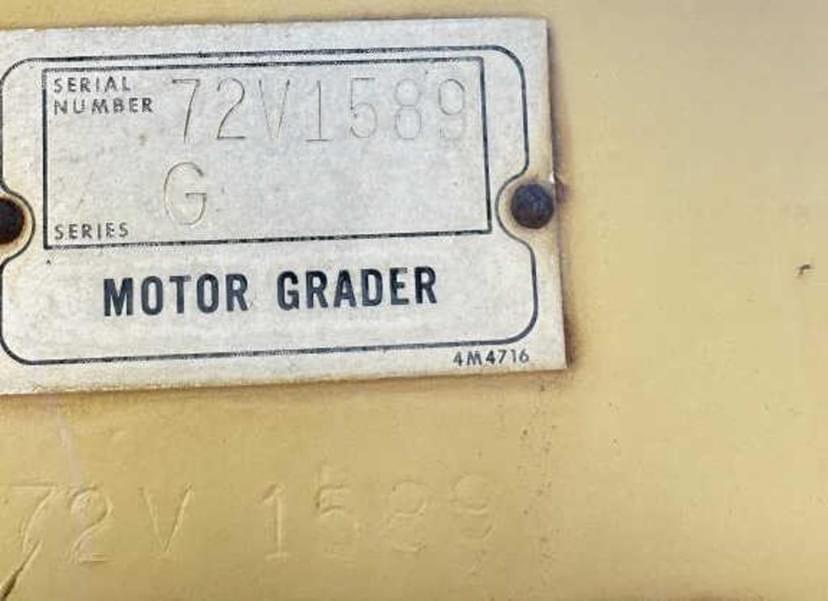 SERIAL
NUMBER 72V1589
G
SERIES
MOTOR GRADER
4M4716
72V 1589